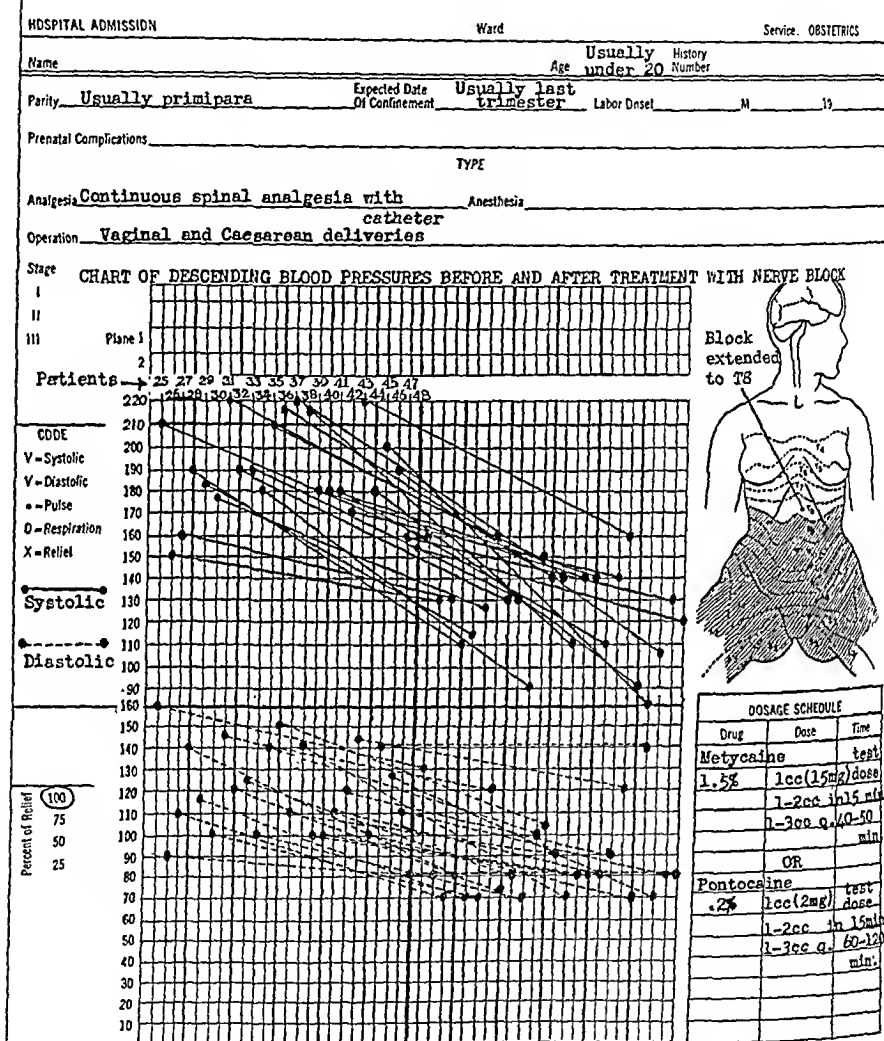 HOSPITAL ADMISSION Ward Service. OBSTETRICS
Name Age Usually under 20 History Number
Parity Usually primipara Expected Date Of Confinement Usually last trimester Labor Onset M 19
Prenatal Complications
TYPE
Analgesia Continuous spinal analgesia with catheter Anesthesia
Operation Vaginal and Caesarean deliveries
Stage CHART OF DESCENDING BLOOD PRESSURES BEFORE AND AFTER TREATMENT WITH NERVE BLOCK
I
II
III Plane 1
2
Patients 25 27 29 31 33 35 37 39 41 43 45 47
26 28 30 32 34 36 38 40 42 44 46 48
220
210
200
190
180
170
160
150
140
130
120
110
100
90
160
150
140
130
120
110
100
90
80
70
60
50
40
30
20
10
CODE
V-Systolic
V-Diastolic
•-Pulse
O-Respiration
X-Relief
Systolic
Diastolic
Percent of Relief
100
75
50
25
Block
extended
to T8
DOSAGE SCHEDULE
Drug Dose Time
Metycaine test
1.5% 1cc(15mg) dose
1-2cc in 15 min
1-3cc q. 40-50
min
OR
Pontocaine test
.2% 1cc(2mg) dose
1-2cc in 15min
1-3cc q. 60-120
min.